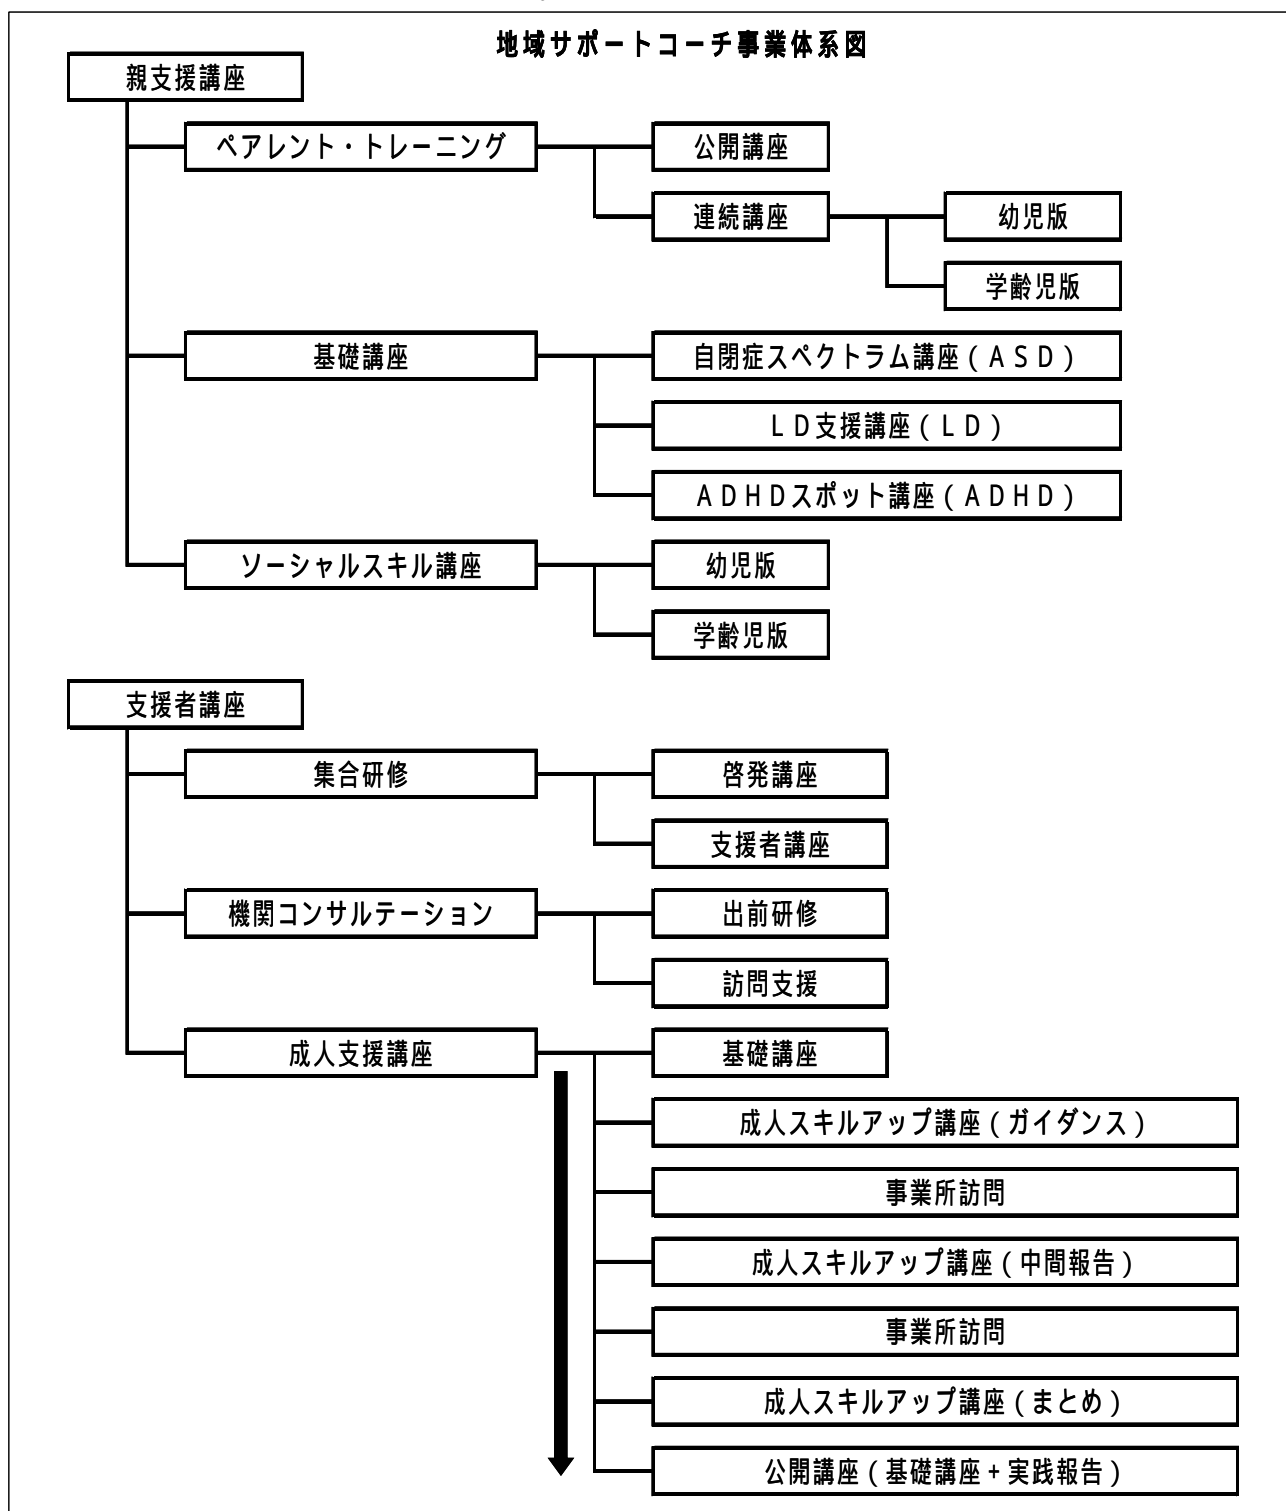 地域サポートコーチ事業体系図
親支援講座
ペアレント・トレーニング
公開講座
連続講座
幼児版
学齢児版
基礎講座
自閉症スペクトラム講座（ＡＳＤ）
ＬＤ支援講座（ＬＤ）
ＡＤＨＤスポット講座（ＡＤＨＤ）
ソーシャルスキル講座
幼児版
学齢児版
支援者講座
集合研修
啓発講座
支援者講座
機関コンサルテーション
出前研修
訪問支援
成人支援講座
基礎講座
成人スキルアップ講座（ガイダンス）
事業所訪問
成人スキルアップ講座（中間報告）
事業所訪問
成人スキルアップ講座（まとめ）
公開講座（基礎講座＋実践報告）